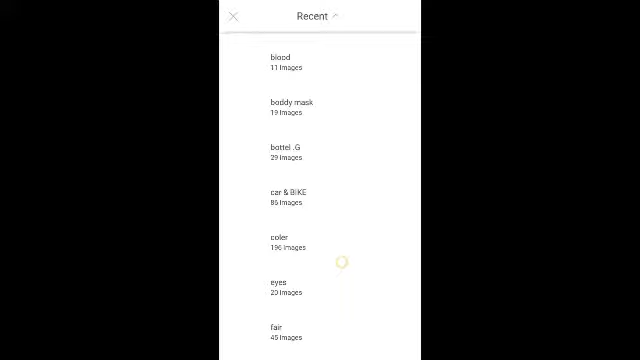 Recent
blood
11 Images
boddy mask
19 Images
bottel .G
29 Images
car & BIKE
86 Images
coler
196 Images
eyes
20 Images
fair
45 Images